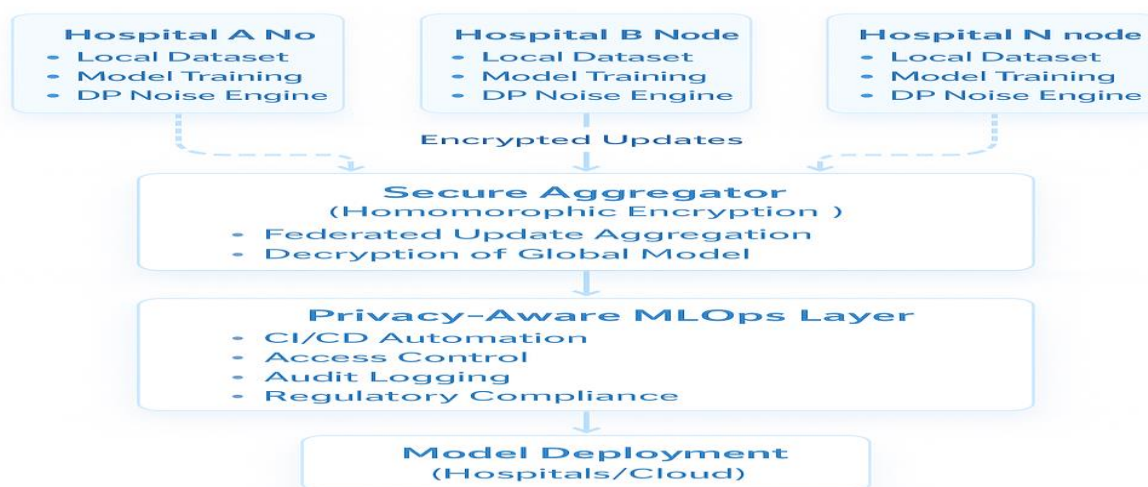 Hospital A No
• Local Dataset
• Model Training
• DP Noise Engine
Hospital B Node
• Local Dataset
• Model Training
• DP Noise Engine
Hospital N node
• Local Dataset
• Model Training
• DP Noise Engine
Encrypted Updates
Secure Aggregator
(Homomorophic Encryption )
• Federated Update Aggregation
• Decryption of Global Model
Privacy-Aware MLOps Layer
• CI/CD Automation
• Access Control
• Audit Logging
• Regulatory Compliance
Model Deployment
(Hospitals/Cloud)